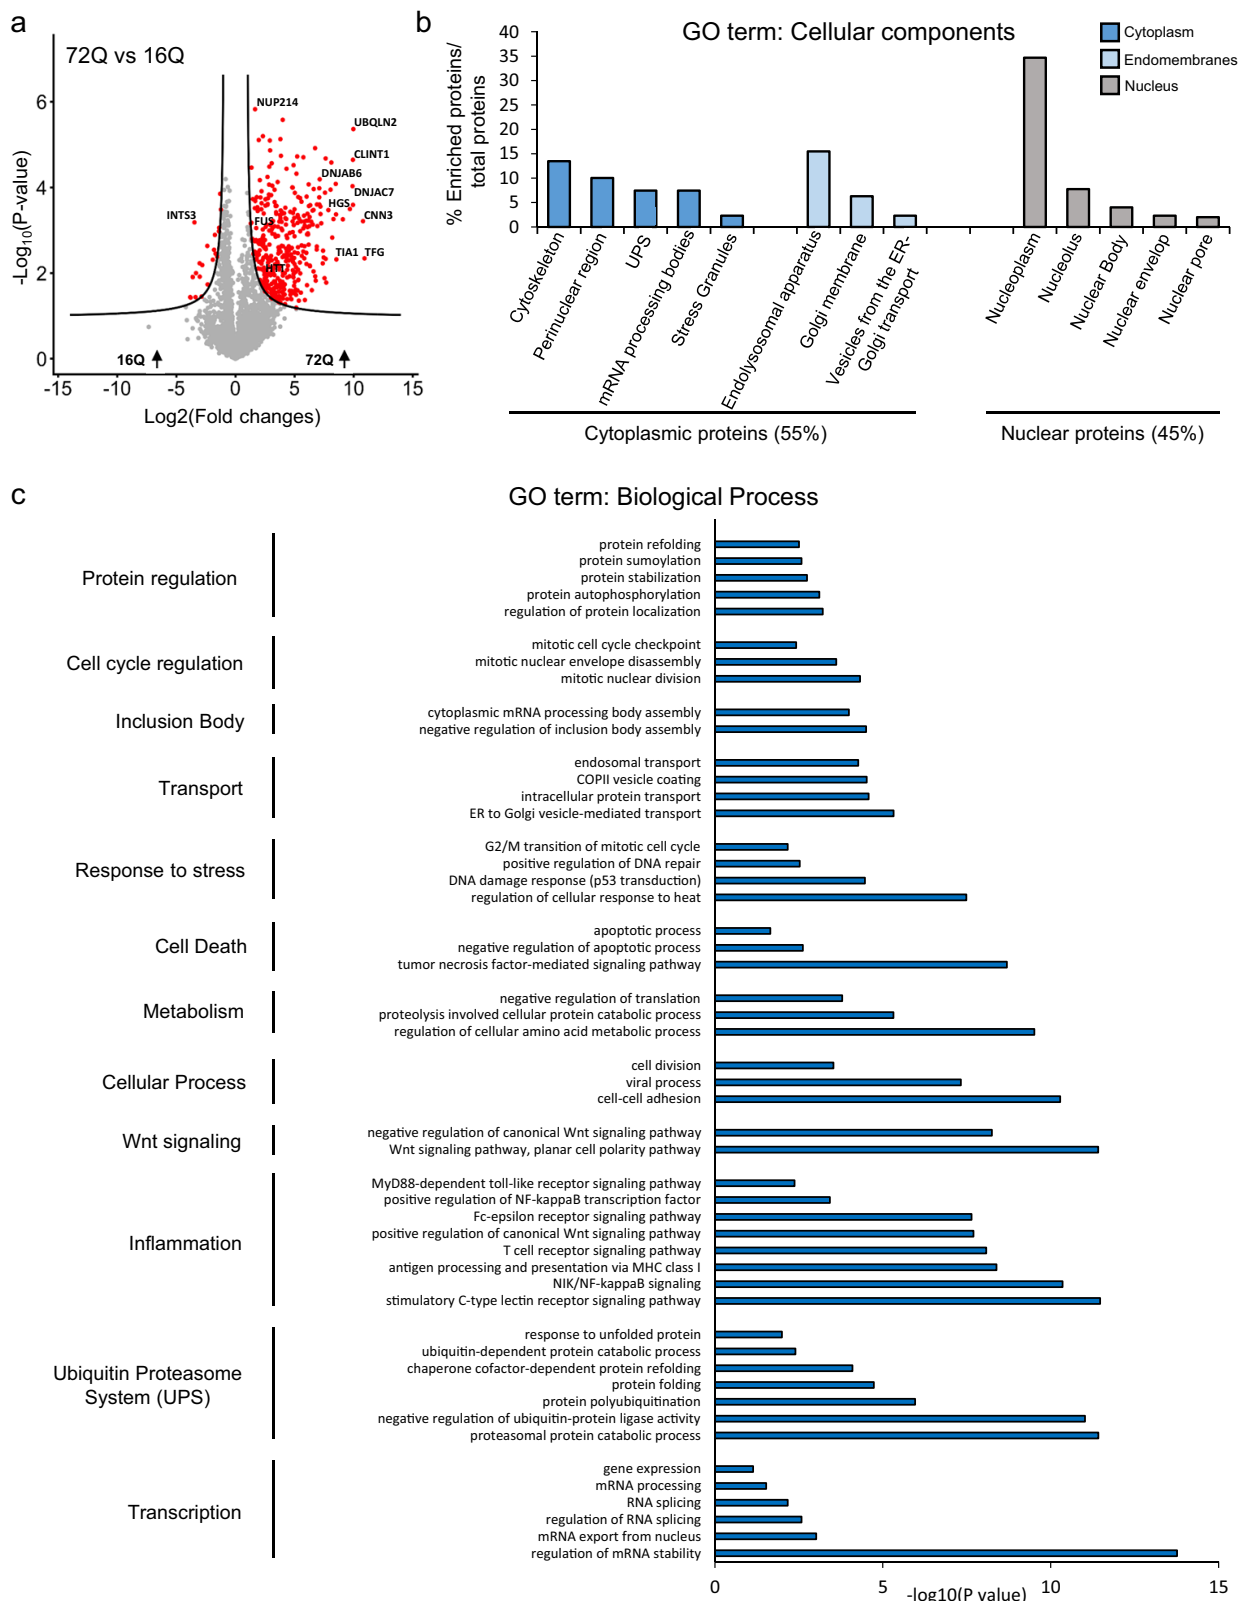 a
72Q vs 16Q
-Log10(P-value)
6
4
2
0
NUP214
UBQLN2
CLINT1
DNJAB6
DNJAC7
HGS
CNN3
INTS3
FUS
TIA1
TFG
HTT
16Q
72Q
-15
-10
-5
0
5
10
15
Log2(Fold changes)
b
GO term: Cellular components
% Enriched proteins/
total proteins
40
35
30
25
20
15
10
5
0
Cytoplasm
Endomembranes
Nucleus
Cytoskeleton
Perinuclear region
UPS
mRNA processing bodies
Stress Granules
Endolysosomal apparatus
Golgi membrane
Vesicles from the ER-
Golgi transport
Nucleoplasm
Nucleolus
Nuclear Body
Nuclear envelop
Nuclear pore
Cytoplasmic proteins (55%)
Nuclear proteins (45%)
c
GO term: Biological Process
Protein regulation
protein refolding
protein sumoylation
protein stabilization
protein autophosphorylation
regulation of protein localization
Cell cycle regulation
mitotic cell cycle checkpoint
mitotic nuclear envelope disassembly
mitotic nuclear division
Inclusion Body
cytoplasmic mRNA processing body assembly
negative regulation of inclusion body assembly
Transport
endosomal transport
COPII vesicle coating
intracellular protein transport
ER to Golgi vesicle-mediated transport
Response to stress
G2/M transition of mitotic cell cycle
positive regulation of DNA repair
DNA damage response (p53 transduction)
regulation of cellular response to heat
Cell Death
apoptotic process
negative regulation of apoptotic process
tumor necrosis factor-mediated signaling pathway
Metabolism
negative regulation of translation
proteolysis involved cellular protein catabolic process
regulation of cellular amino acid metabolic process
Cellular Process
cell division
viral process
cell-cell adhesion
Wnt signaling
negative regulation of canonical Wnt signaling pathway
Wnt signaling pathway, planar cell polarity pathway
Inflammation
MyD88-dependent toll-like receptor signaling pathway
positive regulation of NF-kappaB transcription factor
Fc-epsilon receptor signaling pathway
positive regulation of canonical Wnt signaling pathway
T cell receptor signaling pathway
antigen processing and presentation via MHC class I
NIK/NF-kappaB signaling
stimulatory C-type lectin receptor signaling pathway
Ubiquitin Proteasome
System (UPS)
response to unfolded protein
ubiquitin-dependent protein catabolic process
chaperone cofactor-dependent protein refolding
protein folding
protein polyubiquitination
negative regulation of ubiquitin-protein ligase activity
proteasomal protein catabolic process
Transcription
gene expression
mRNA processing
RNA splicing
regulation of RNA splicing
mRNA export from nucleus
regulation of mRNA stability
0
5
10
15
-log10(P value)